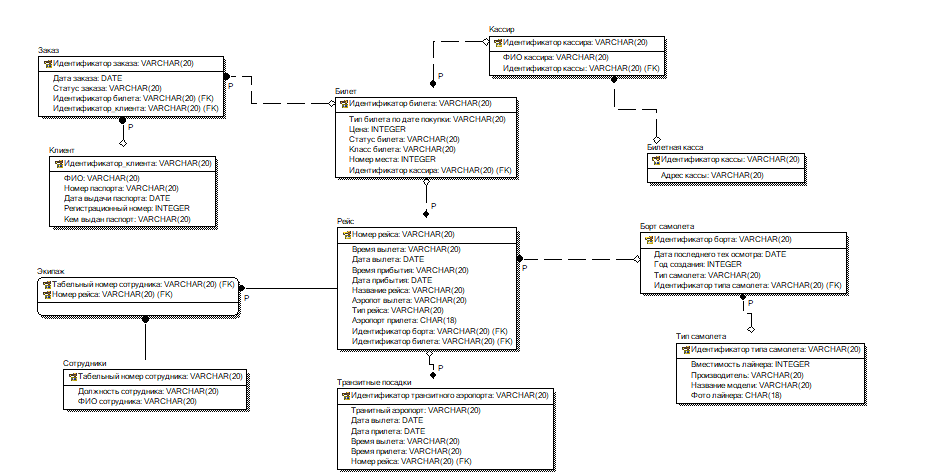 Заказ
Идентификатор заказа: VARCHAR(20)
Дата заказа: DATE
Статус заказа: VARCHAR(20)
Идентификатор билета: VARCHAR(20) (FK)
Идентификатор_клиента: VARCHAR(20) (FK)
P
P
Клиент
Идентификатор_клиента: VARCHAR(20)
ФИО: VARCHAR(20)
Номер паспорта: VARCHAR(20)
Дата выдачи паспорта: DATE
Регистрационный номер: INTEGER
Кем выдан паспорт: VARCHAR(20)
Кассир
Идентификатор кассира: VARCHAR(20)
ФИО кассира: VARCHAR(20)
Идентификатор кассы: VARCHAR(20) (FK)
P
Билет
Идентификатор билета: VARCHAR(20)
Тип билета по дате покупки: VARCHAR(20)
Цена: INTEGER
Статус билета: VARCHAR(20)
Класс билета: VARCHAR(20)
Номер места: INTEGER
Идентификатор кассира: VARCHAR(20) (FK)
P
Билетная касса
Идентификатор кассы: VARCHAR(20)
Адрес кассы: VARCHAR(20)
Рейс
Номер рейса: VARCHAR(20)
Время вылета: VARCHAR(20)
Дата вылета: DATE
Время прибытия: VARCHAR(20)
Дата прибытия: DATE
Название рейса: VARCHAR(20)
Аэропот вылета: VARCHAR(20)
Тип рейса: VARCHAR(20)
Аэропорт прилета: CHAR(18)
Идентификатор борта: VARCHAR(20) (FK)
Идентификатор билета: VARCHAR(20) (FK)
P
P
Борт самолета
Идентификатор борта: VARCHAR(20)
Дата последнего тех осмотра: DATE
Год создания: INTEGER
Тип самолета: VARCHAR(20)
Идентификатор типа самолета: VARCHAR(20) (FK)
P
Тип самолета
Идентификатор типа самолета: VARCHAR(20)
Вместимость лайнера: INTEGER
Производитель: VARCHAR(20)
Название модели: VARCHAR(20)
Фото лайнера: CHAR(18)
Экипаж
Табельный номер сотрудника: VARCHAR(20) (FK)
Номер рейса: VARCHAR(20) (FK)
P
Сотрудники
Табельный номер сотрудника: VARCHAR(20)
Должность сотрудника: VARCHAR(20)
ФИО сотрудника: VARCHAR(20)
Транзитные посадки
Идентификатор транзитного аэропорта: VARCHAR(20)
Транитный аэропорт: VARCHAR(20)
Дата вылета: DATE
Дата прилета: DATE
Время вылета: VARCHAR(20)
Время прилета: VARCHAR(20)
Номер рейса: VARCHAR(20) (FK)